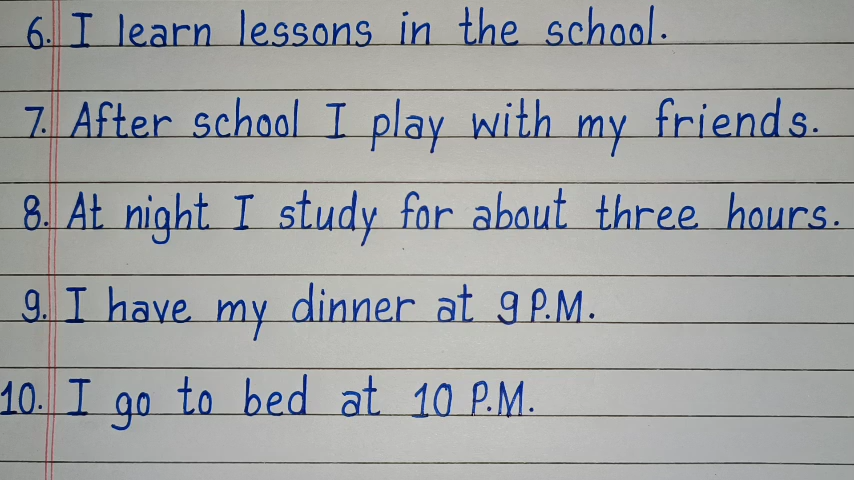 6. I learn lessons in the school.
7. After school I play with my friends.
8. At night I study for about three hours.
9. I have my dinner at 9 P.M.
10. I go to bed at 10 P.M.